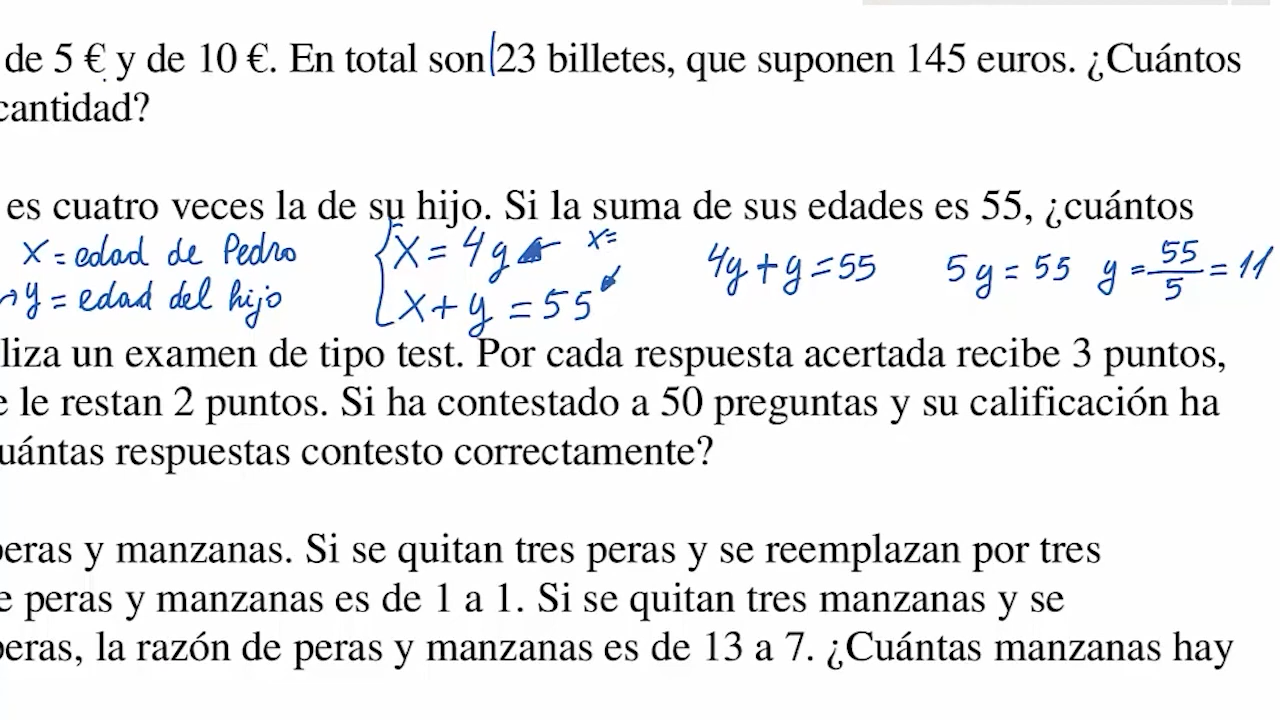 de 5 € y de 10 €. En total son 23 billetes, que suponen 145 euros. ¿Cuántos
cantidad?
es cuatro veces la de su hijo. Si la suma de sus edades es 55, ¿cuántos
x = edad de Pedro { x = 4y x= 4y + y = 55 5y = 55 y = 55/5 = 11
→ y = edad del hijo x + y = 55
liza un examen de tipo test. Por cada respuesta acertada recibe 3 puntos,
e le restan 2 puntos. Si ha contestado a 50 preguntas y su calificación ha
uántas respuestas contesto correctamente?
peras y manzanas. Si se quitan tres peras y se reemplazan por tres
e peras y manzanas es de 1 a 1. Si se quitan tres manzanas y se
peras, la razón de peras y manzanas es de 13 a 7. ¿Cuántas manzanas hay